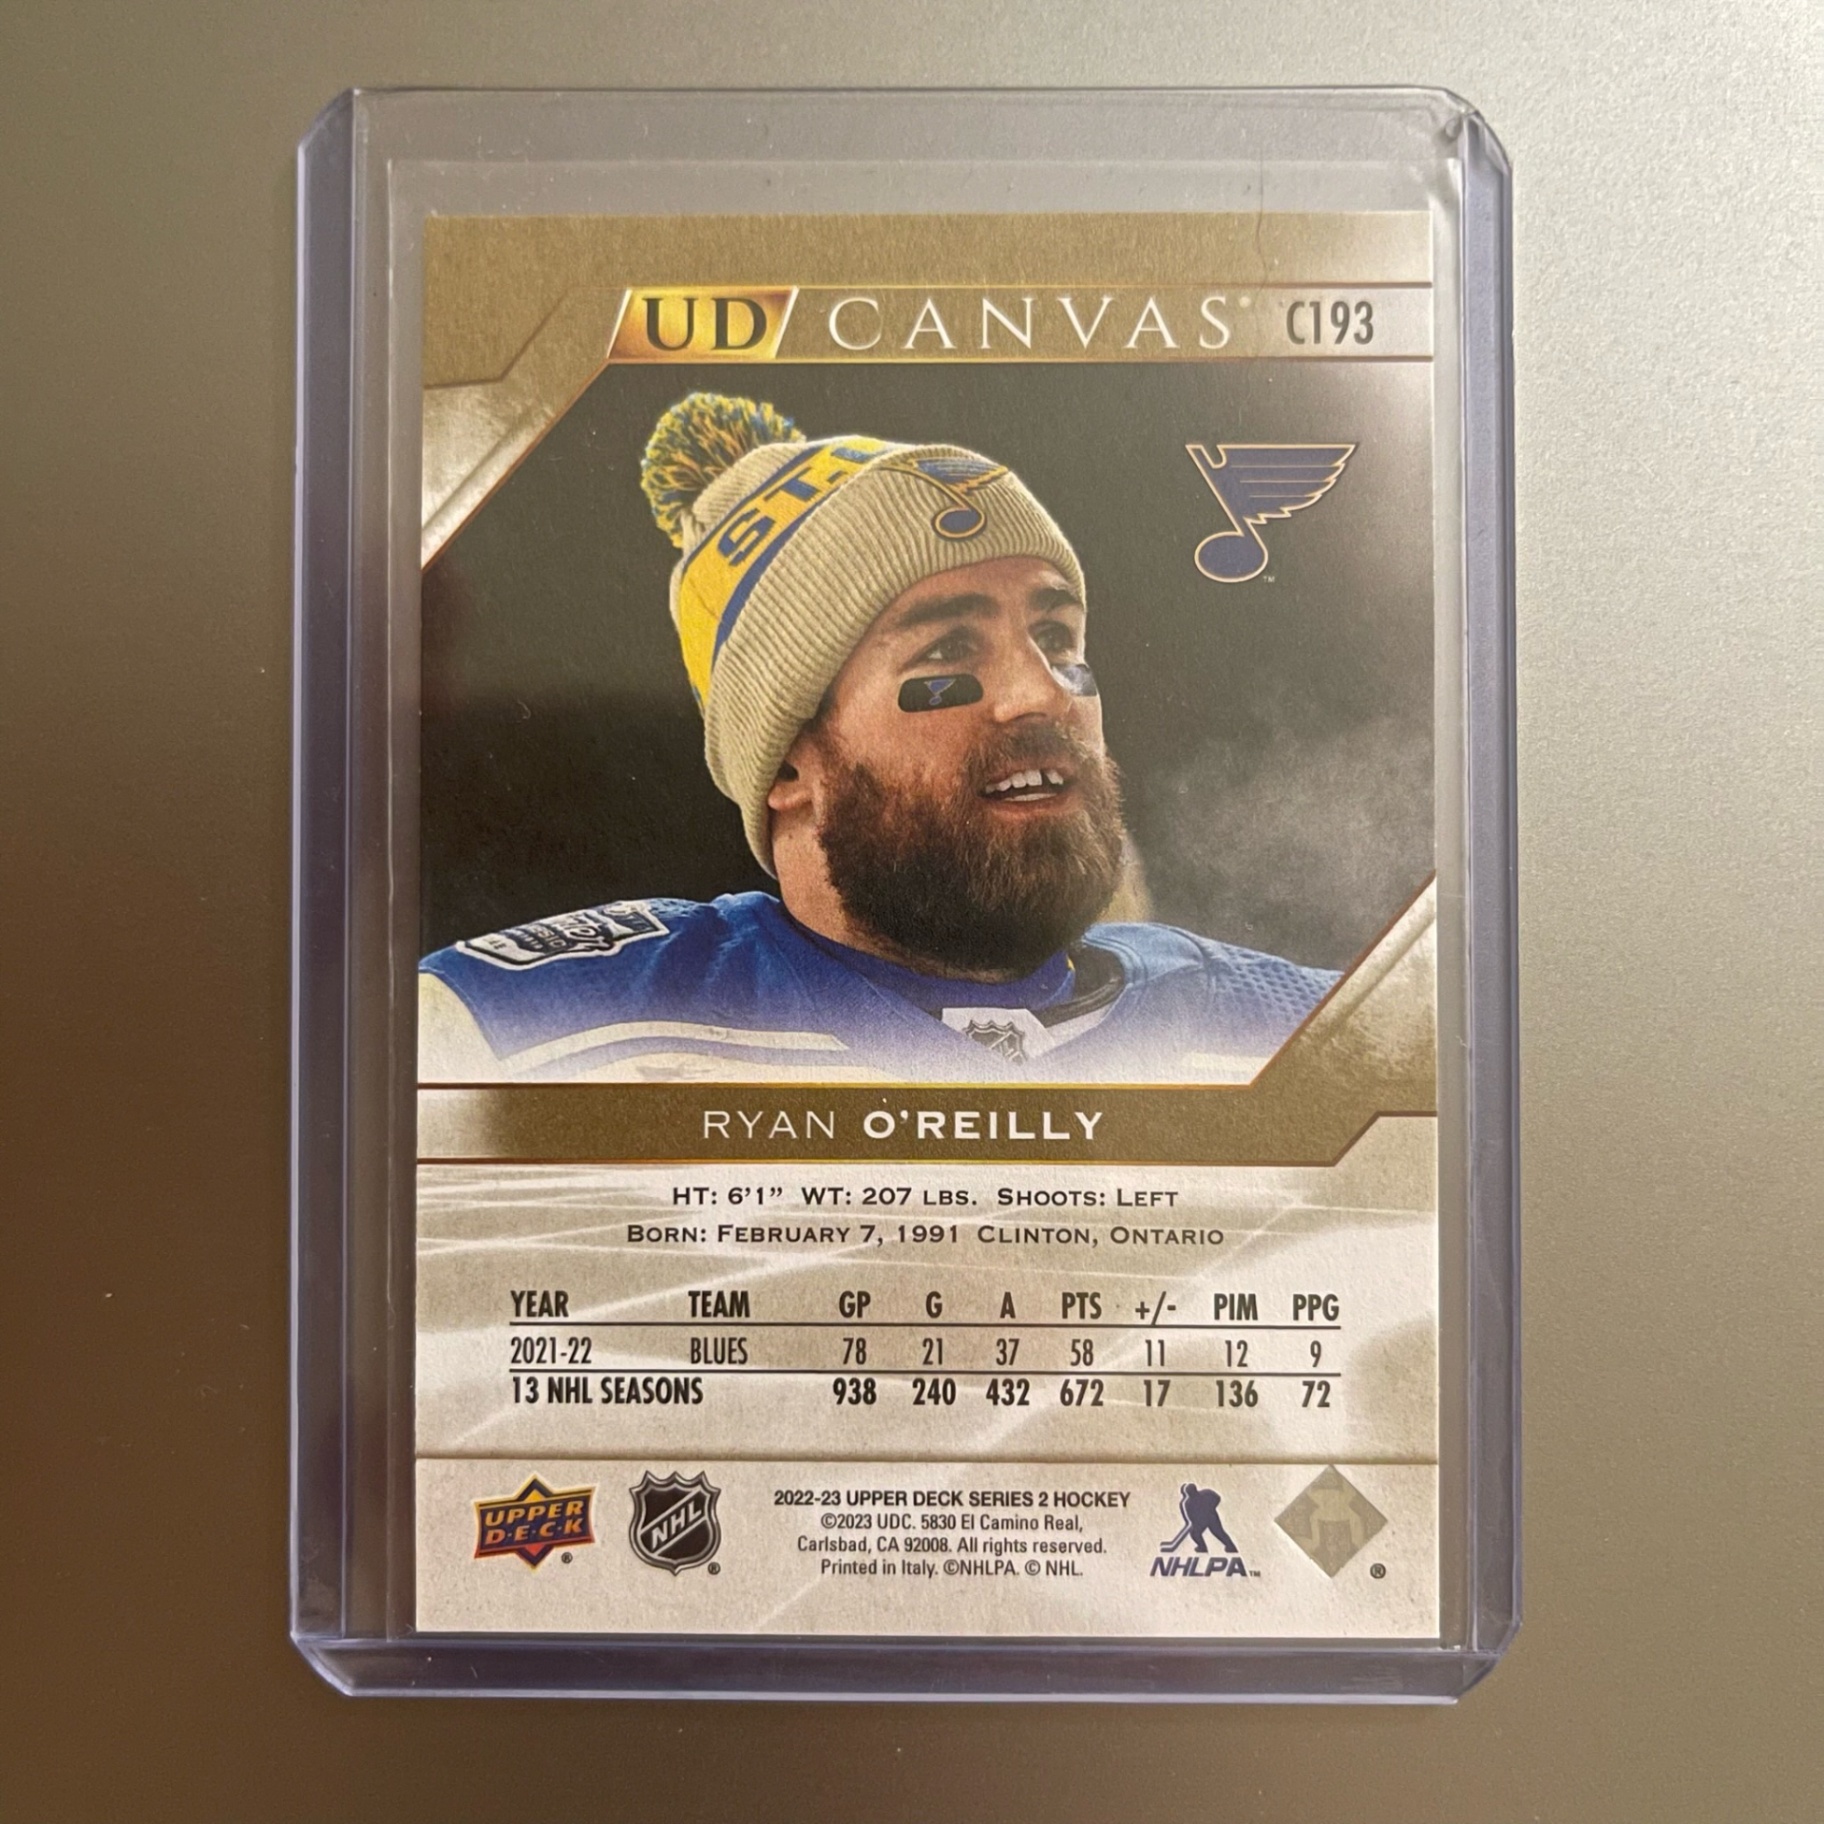 UD CANVAS C193
ST.
TM
RYAN O'REILLY
HT: 6'1" WT: 207 LBS. SHOOTS: LEFT
BORN: FEBRUARY 7, 1991 CLINTON, ONTARIO
YEAR TEAM GP G A PTS +/- PIM PPG
2021-22 BLUES 78 21 37 58 11 12 9
13 NHL SEASONS 938 240 432 672 17 136 72
UPPER DECK ®
NHL ®
2022-23 UPPER DECK SERIES 2 HOCKEY
©2023 UDC. 5830 El Camino Real,
Carlsbad, CA 92008. All rights reserved.
Printed in Italy. ©NHLPA. © NHL.
NHLPA TM
®